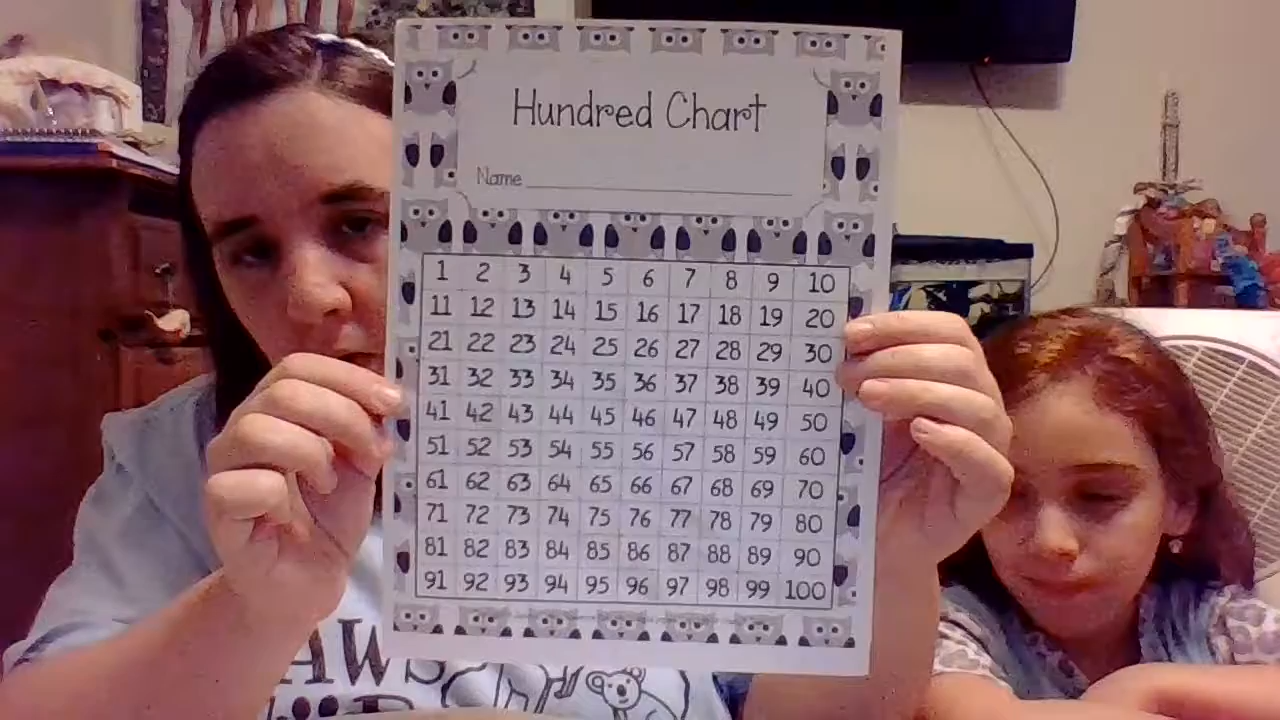 Hundred Chart
Name
1 2 3 4 5 6 7 8 9 10
11 12 13 14 15 16 17 18 19 20
21 22 23 24 25 26 27 28 29 30
31 32 33 34 35 36 37 38 39 40
41 42 43 44 45 46 47 48 49 50
51 52 53 54 55 56 57 58 59 60
61 62 63 64 65 66 67 68 69 70
71 72 73 74 75 76 77 78 79 80
81 82 83 84 85 86 87 88 89 90
91 92 93 94 95 96 97 98 99 100